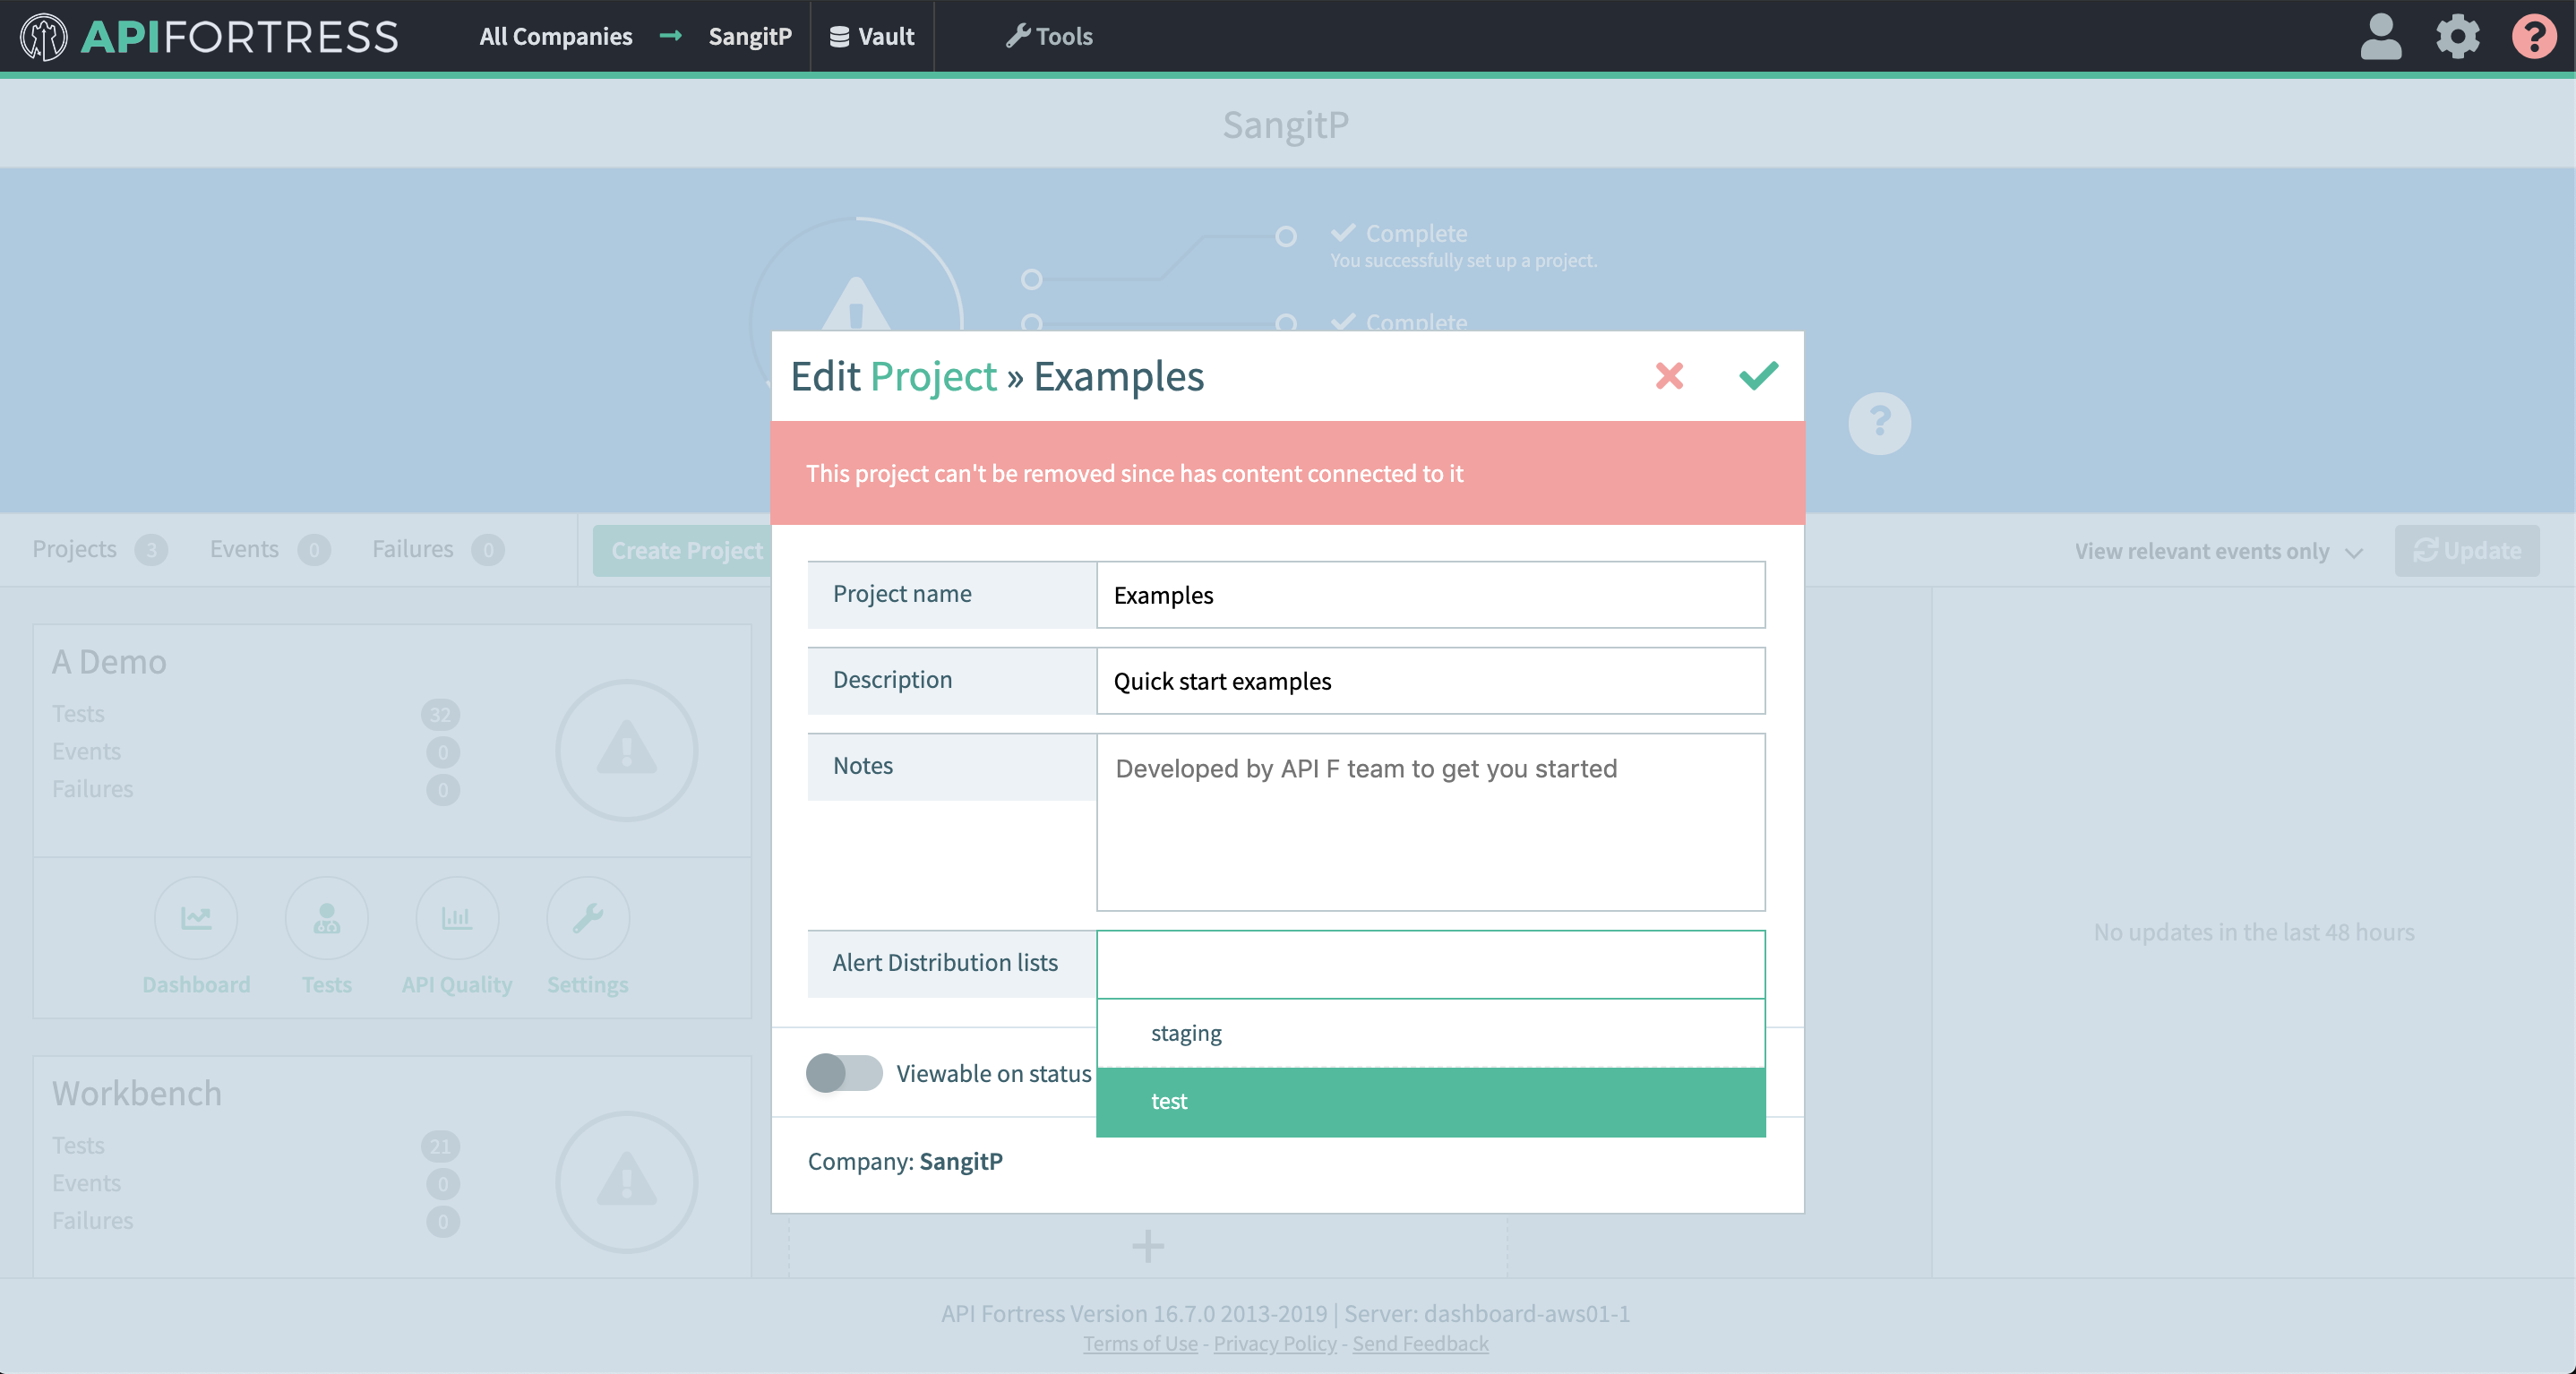 APIFORTRESS
All Companies → SangitP
Vault
Tools
SangitP
Complete
You successfully set up a project.
Complete
Edit Project » Examples
This project can't be removed since has content connected to it
Projects 3 Events 0 Failures 0 Create Project
View relevant events only
Update
Project name
Examples
Description
Quick start examples
Notes
Developed by API F team to get you started
Alert Distribution lists
staging
test
Viewable on status
Company: SangitP
A Demo
Tests 32
Events 0
Failures 0
Dashboard Tests API Quality Settings
Workbench
Tests 21
Events 0
Failures 0
No updates in the last 48 hours
API Fortress Version 16.7.0 2013-2019 | Server: dashboard-aws01-1
Terms of Use - Privacy Policy - Send Feedback